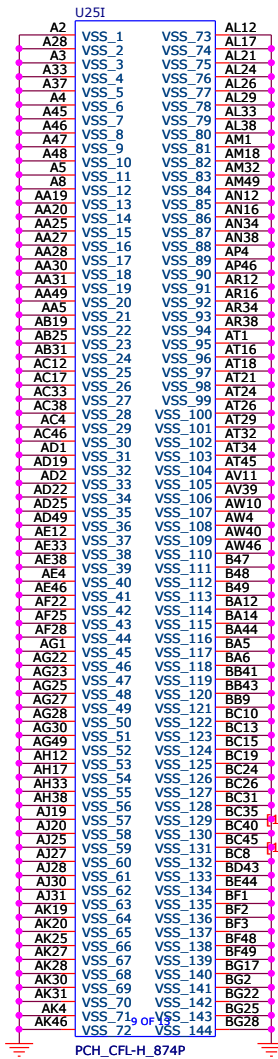 U25I
A2 VSS_1 VSS_73 AL12
A28 VSS_2 VSS_74 AL17
A3 VSS_3 VSS_75 AL21
A33 VSS_4 VSS_76 AL24
A37 VSS_5 VSS_77 AL26
A4 VSS_6 VSS_78 AL29
A45 VSS_7 VSS_79 AL33
A46 VSS_8 VSS_80 AL38
A47 VSS_9 VSS_81 AM1
A48 VSS_10 VSS_82 AM18
A5 VSS_11 VSS_83 AM32
A8 VSS_12 VSS_84 AM49
AA19 VSS_13 VSS_85 AN12
AA20 VSS_14 VSS_86 AN16
AA25 VSS_15 VSS_87 AN34
AA27 VSS_16 VSS_88 AN38
AA28 VSS_17 VSS_89 AP4
AA30 VSS_18 VSS_90 AP46
AA31 VSS_19 VSS_91 AR12
AA49 VSS_20 VSS_92 AR16
AA5 VSS_21 VSS_93 AR34
AB19 VSS_22 VSS_94 AR38
AB25 VSS_23 VSS_95 AT1
AB31 VSS_24 VSS_96 AT16
AC12 VSS_25 VSS_97 AT18
AC17 VSS_26 VSS_98 AT21
AC33 VSS_27 VSS_99 AT24
AC38 VSS_28 VSS_100 AT26
AC4 VSS_29 VSS_101 AT29
AC46 VSS_30 VSS_102 AT32
AD1 VSS_31 VSS_103 AT34
AD19 VSS_32 VSS_104 AT45
AD2 VSS_33 VSS_105 AV11
AD22 VSS_34 VSS_106 AV39
AD25 VSS_35 VSS_107 AW10
AD49 VSS_36 VSS_108 AW4
AE12 VSS_37 VSS_109 AW40
AE33 VSS_38 VSS_110 AW46
AE38 VSS_39 VSS_111 B47
AE4 VSS_40 VSS_112 B48
AE46 VSS_41 VSS_113 B49
AF22 VSS_42 VSS_114 BA12
AF25 VSS_43 VSS_115 BA14
AF28 VSS_44 VSS_116 BA44
AG1 VSS_45 VSS_117 BA5
AG22 VSS_46 VSS_118 BA6
AG23 VSS_47 VSS_119 BB41
AG25 VSS_48 VSS_120 BB43
AG27 VSS_49 VSS_121 BB9
AG28 VSS_50 VSS_122 BC10
AG30 VSS_51 VSS_123 BC13
AG49 VSS_52 VSS_124 BC15
AH12 VSS_53 VSS_125 BC19
AH17 VSS_54 VSS_126 BC24
AH33 VSS_55 VSS_127 BC26
AH38 VSS_56 VSS_128 BC31
AJ19 VSS_57 VSS_129 BC35
AJ20 VSS_58 VSS_130 BC40
AJ25 VSS_59 VSS_131 BC45
AJ27 VSS_60 VSS_132 BC8
AJ28 VSS_61 VSS_133 BD43
AJ30 VSS_62 VSS_134 BE44
AJ31 VSS_63 VSS_135 BF1
AK19 VSS_64 VSS_136 BF2
AK20 VSS_65 VSS_137 BF3
AK25 VSS_66 VSS_138 BF48
AK27 VSS_67 VSS_139 BF49
AK28 VSS_68 VSS_140 BG17
AK30 VSS_69 VSS_141 BG2
AK31 VSS_70 VSS_142 BG22
AK4 VSS_71 9 OF 13 VSS_143 BG25
AK46 VSS_72 VSS_144 BG28
PCH_CFL-H_874P